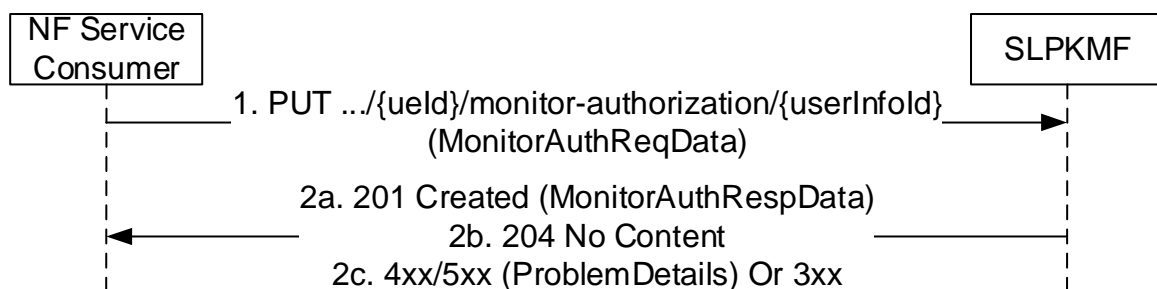 NF Service
Consumer
SLPKMF
1. PUT .../{ueId}/monitor-authorization/{userInfoId}
(MonitorAuthReqData)
2a. 201 Created (MonitorAuthRespData)
2b. 204 No Content
2c. 4xx/5xx (ProblemDetails) Or 3xx